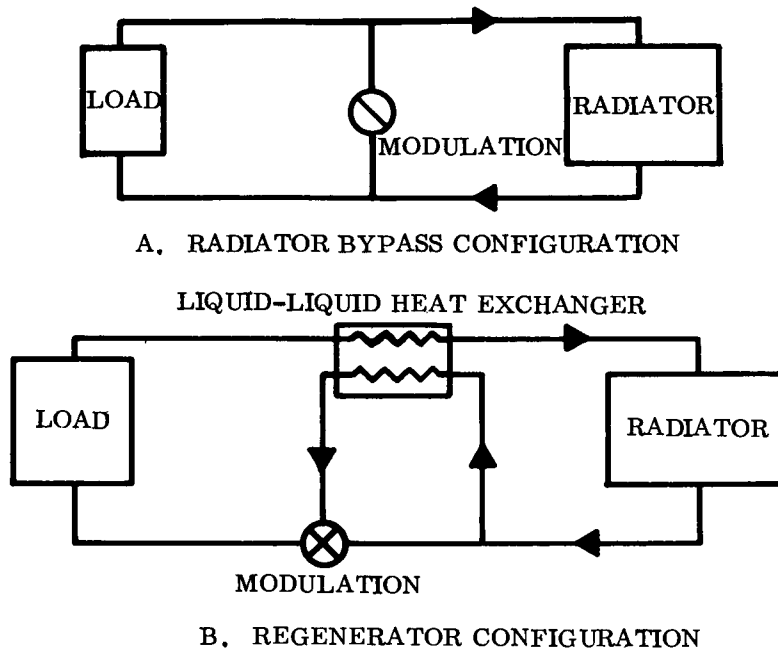 LOAD
RADIATOR
MODULATION
A. RADIATOR BYPASS CONFIGURATION
LIQUID-LIQUID HEAT EXCHANGER
LOAD
RADIATOR
MODULATION
B. REGENERATOR CONFIGURATION